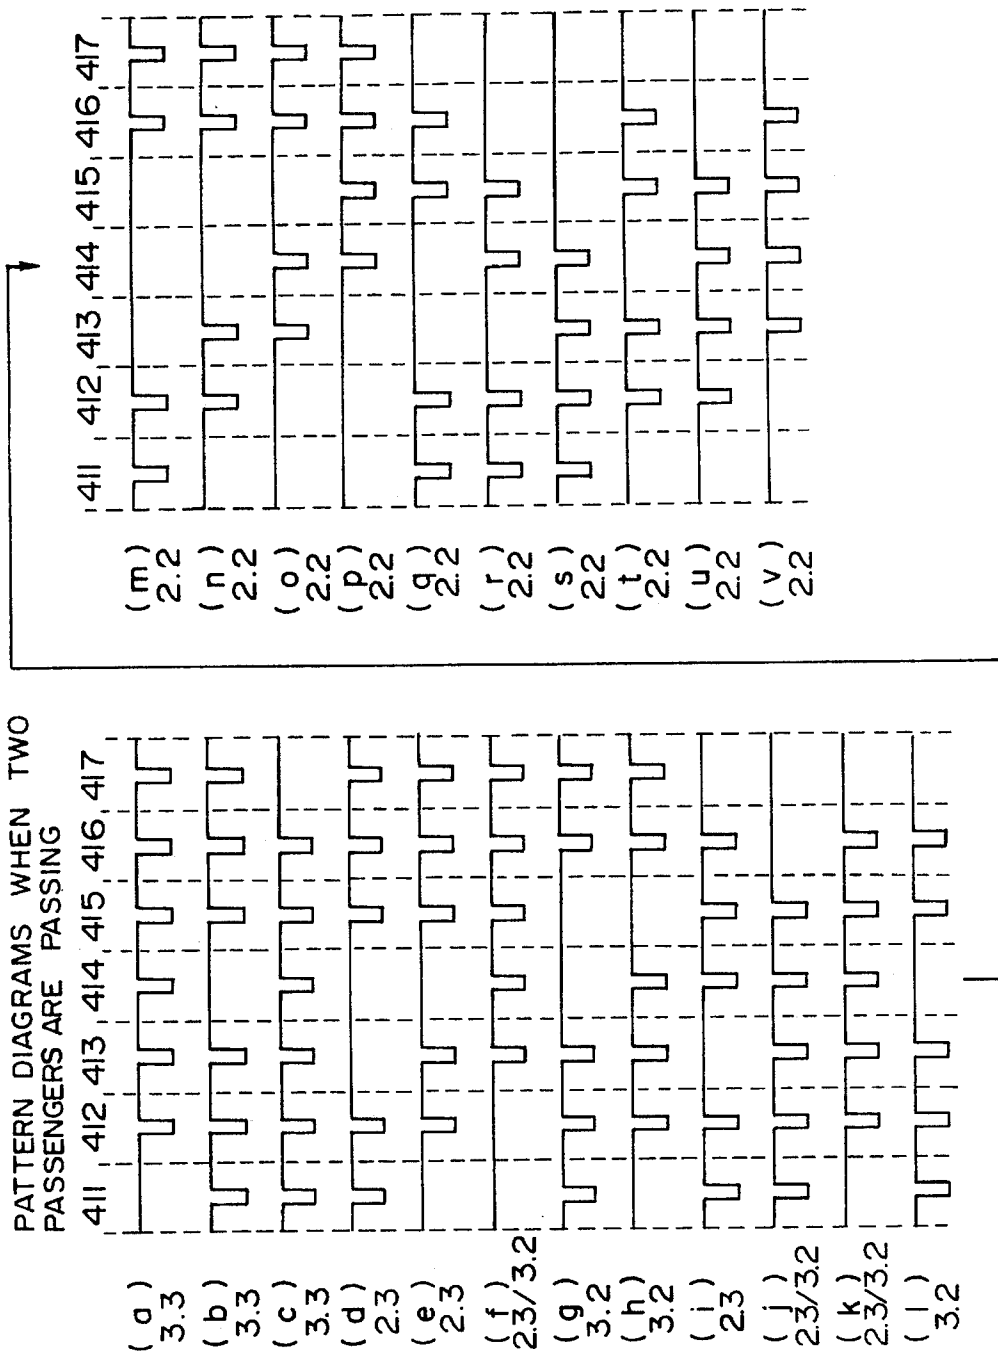 PATTERN DIAGRAMS WHEN TWO
PASSENGERS ARE PASSING
411 412 413 414 415 416 417
(a)
3.3
(b)
3.3
(c)
3.3
(d)
2.3
(e)
2.3
(f)
2.3/3.2
(g)
3.2
(h)
3.2
(i)
2.3
(j)
2.3/3.2
(k)
2.3/3.2
(l)
3.2
411 412 413 414 415 416 417
(m)
2.2
(n)
2.2
(o)
2.2
(p)
2.2
(q)
2.2
(r)
2.2
(s)
2.2
(t)
2.2
(u)
2.2
(v)
2.2